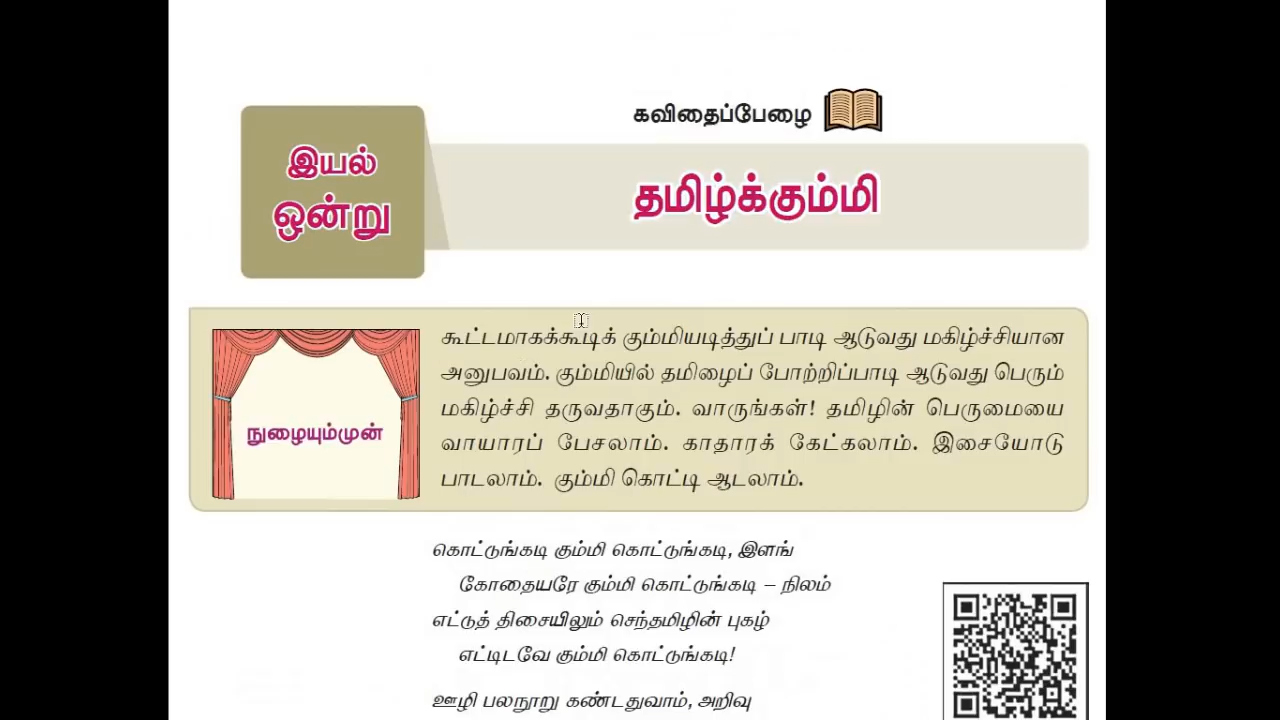 கவிதைப்பேழை
இயல்
ஒன்று
தமிழ்க்கும்மி
நுழையும்முன்
கூட்டமாகக்கூடிக் கும்மியடித்துப் பாடி ஆடுவது மகிழ்ச்சியான
அனுபவம். கும்மியில் தமிழைப் போற்றிப்பாடி ஆடுவது பெரும்
மகிழ்ச்சி தருவதாகும். வாருங்கள்! தமிழின் பெருமையை
வாயாரப் பேசலாம். காதாரக் கேட்கலாம். இசையோடு
பாடலாம். கும்மி கொட்டி ஆடலாம்.
கொட்டுங்கடி கும்மி கொட்டுங்கடி, இளங்
கோதையரே கும்மி கொட்டுங்கடி – நிலம்
எட்டுத் திசையிலும் செந்தமிழின் புகழ்
எட்டிடவே கும்மி கொட்டுங்கடி!
ஊழி பலநூறு கண்டதுவாம், அறிவு